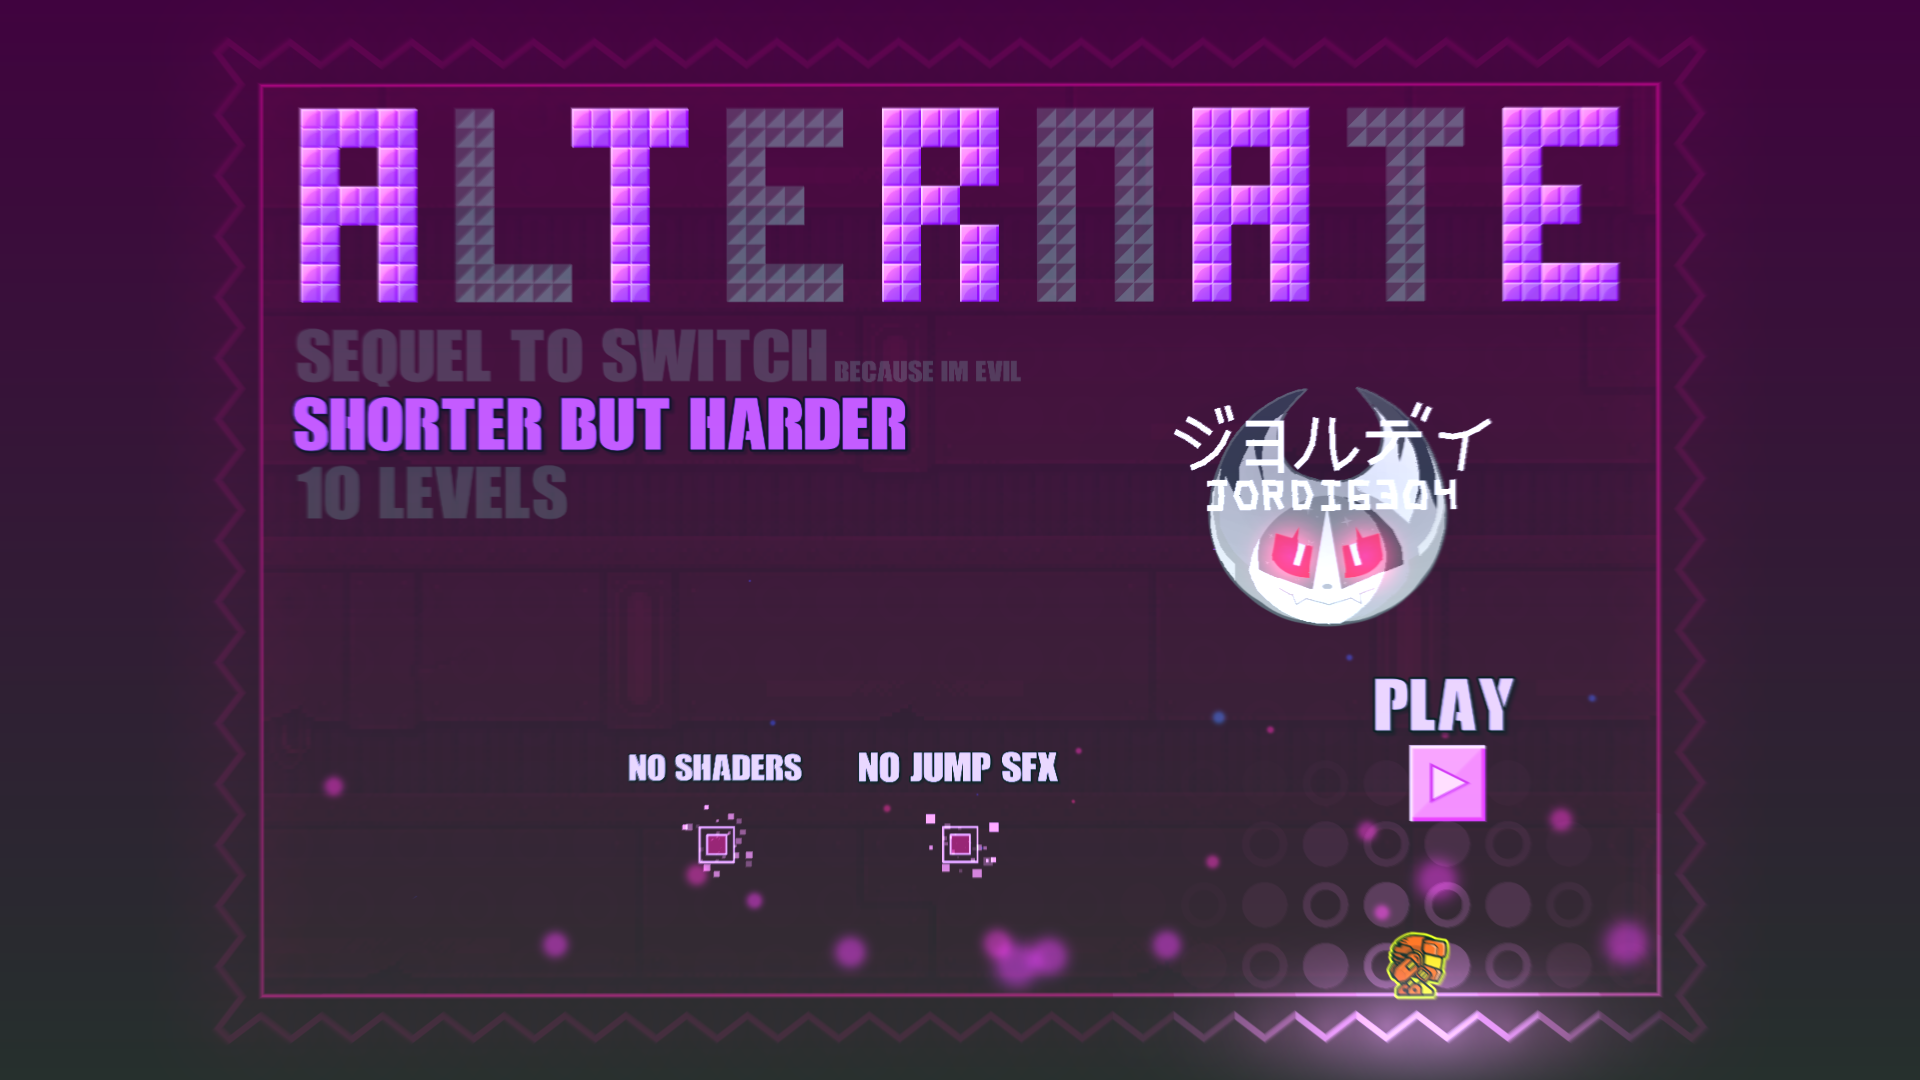 ALTERNATE
SEQUEL TO SWITCH BECAUSE IM EVIL
SHORTER BUT HARDER
10 LEVELS
ジョルディ
JORDI6304
PLAY
NO SHADERS NO JUMP SFX